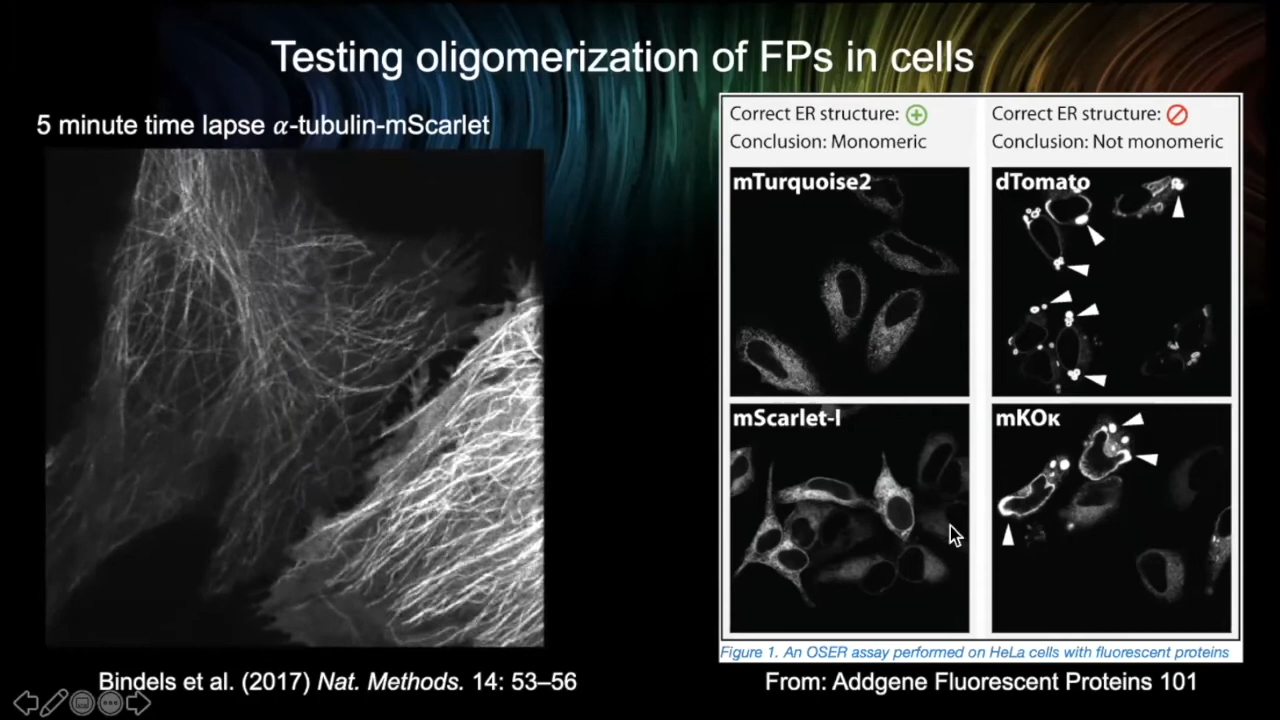 Testing oligomerization of FPs in cells
5 minute time lapse α-tubulin-mScarlet
Bindels et al. (2017) Nat. Methods. 14: 53–56
Correct ER structure:
Conclusion: Monomeric
Correct ER structure:
Conclusion: Not monomeric
mTurquoise2
dTomato
mScarlet-I
mKOκ
Figure 1. An OSER assay performed on HeLa cells with fluorescent proteins
From: Addgene Fluorescent Proteins 101